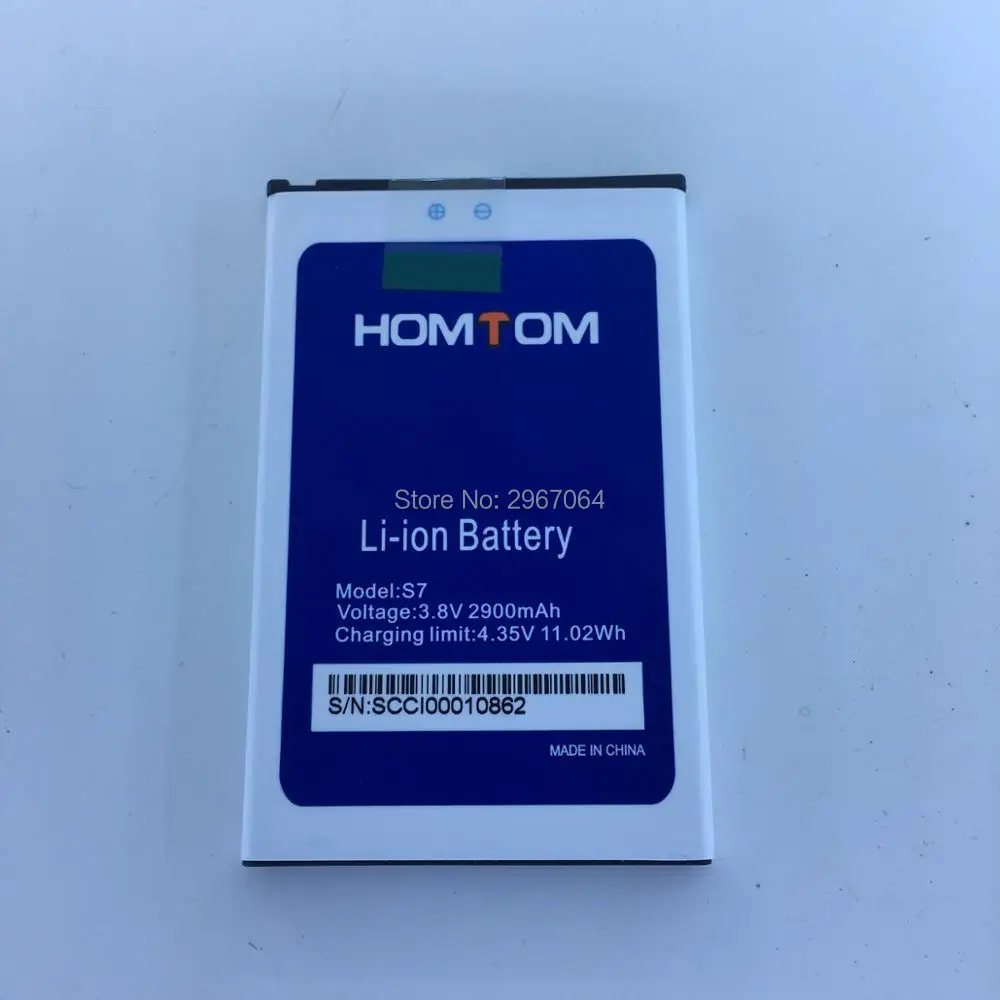 HOMTOM
Store No: 2967064
Li-ion Battery
Model:S7
Voltage:3.8V 2900mAh
Charging limit:4.35V 11.02Wh
S/N:SCCI00010862
MADE IN CHINA